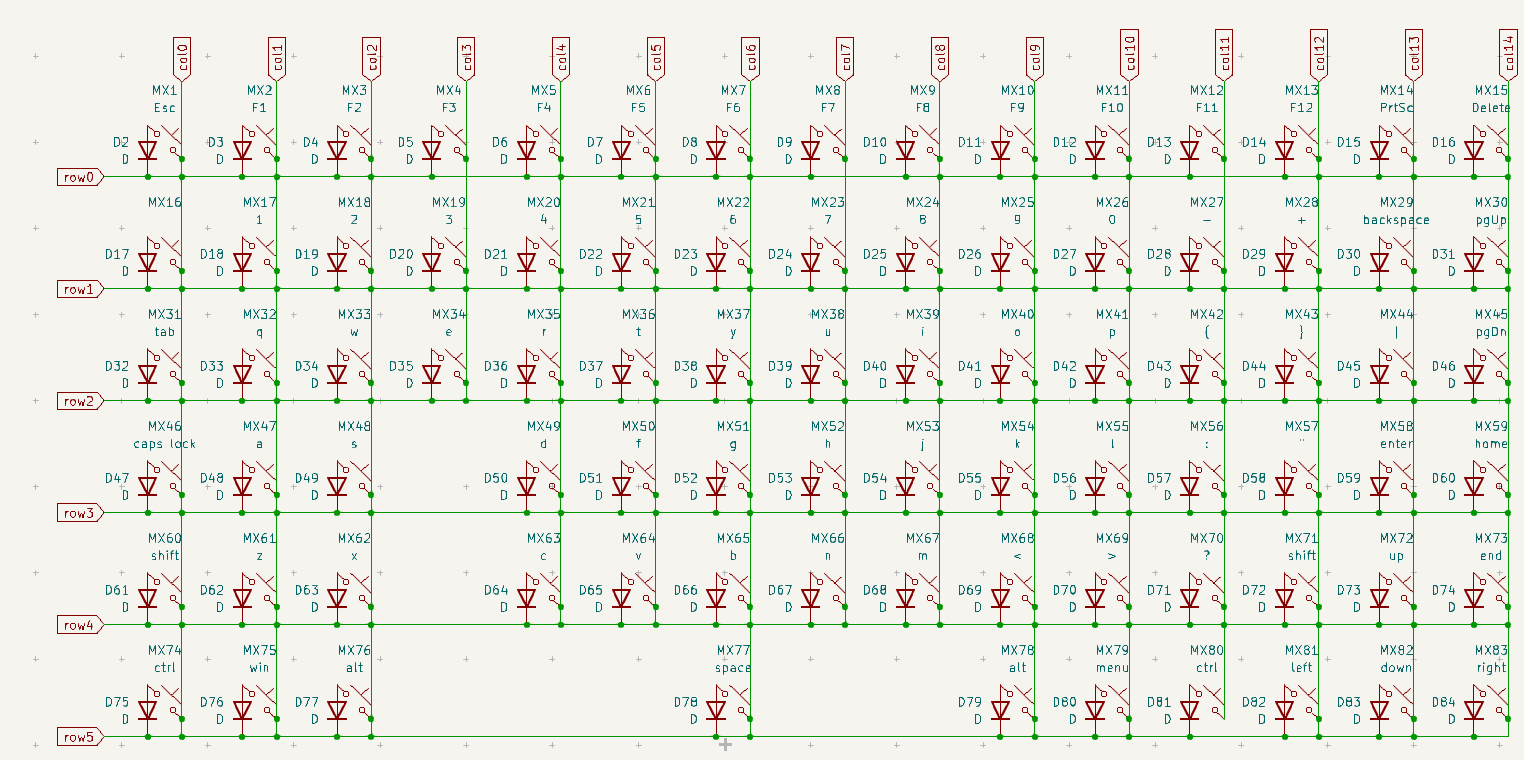 col0 col1 col2 col3 col4 col5 col6 col7 col8 col9 col10 col11 col12 col13 col14
MX1 MX2 MX3 MX4 MX5 MX6 MX7 MX8 MX9 MX10 MX11 MX12 MX13 MX14 MX15
Esc F1 F2 F3 F4 F5 F6 F7 F8 F9 F10 F11 F12 PrtSc Delete
D2 D3 D4 D5 D6 D7 D8 D9 D10 D11 D12 D13 D14 D15 D16
D D D D D D D D D D D D D D D
row0
MX16 MX17 MX18 MX19 MX20 MX21 MX22 MX23 MX24 MX25 MX26 MX27 MX28 MX29 MX30
1 2 3 4 5 6 7 8 9 0 – + backspace pgUp
D17 D18 D19 D20 D21 D22 D23 D24 D25 D26 D27 D28 D29 D30 D31
D D D D D D D D D D D D D D D
row1
MX31 MX32 MX33 MX34 MX35 MX36 MX37 MX38 MX39 MX40 MX41 MX42 MX43 MX44 MX45
tab q w e r t y u i o p { } | pgDn
D32 D33 D34 D35 D36 D37 D38 D39 D40 D41 D42 D43 D44 D45 D46
D D D D D D D D D D D D D D D
row2
MX46 MX47 MX48 MX49 MX50 MX51 MX52 MX53 MX54 MX55 MX56 MX57 MX58 MX59
caps lock a s d f g h j k l : " enter home
D47 D48 D49 D50 D51 D52 D53 D54 D55 D56 D57 D58 D59 D60
D D D D D D D D D D D D D D
row3
MX60 MX61 MX62 MX63 MX64 MX65 MX66 MX67 MX68 MX69 MX70 MX71 MX72 MX73
shift z x c v b n m < > ? shift up end
D61 D62 D63 D64 D65 D66 D67 D68 D69 D70 D71 D72 D73 D74
D D D D D D D D D D D D D D
row4
MX74 MX75 MX76 MX77 MX78 MX79 MX80 MX81 MX82 MX83
ctrl win alt space alt menu ctrl left down right
D75 D76 D77 D78 D79 D80 D81 D82 D83 D84
D D D D D D D D D D
row5